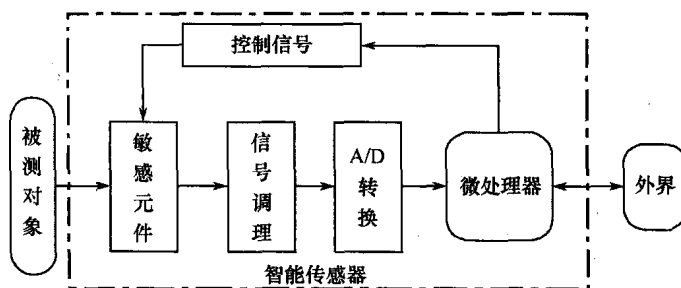 控制信号
被测对象
敏感元件
信号调理
A/D
转换
微处理器
外界
智能传感器